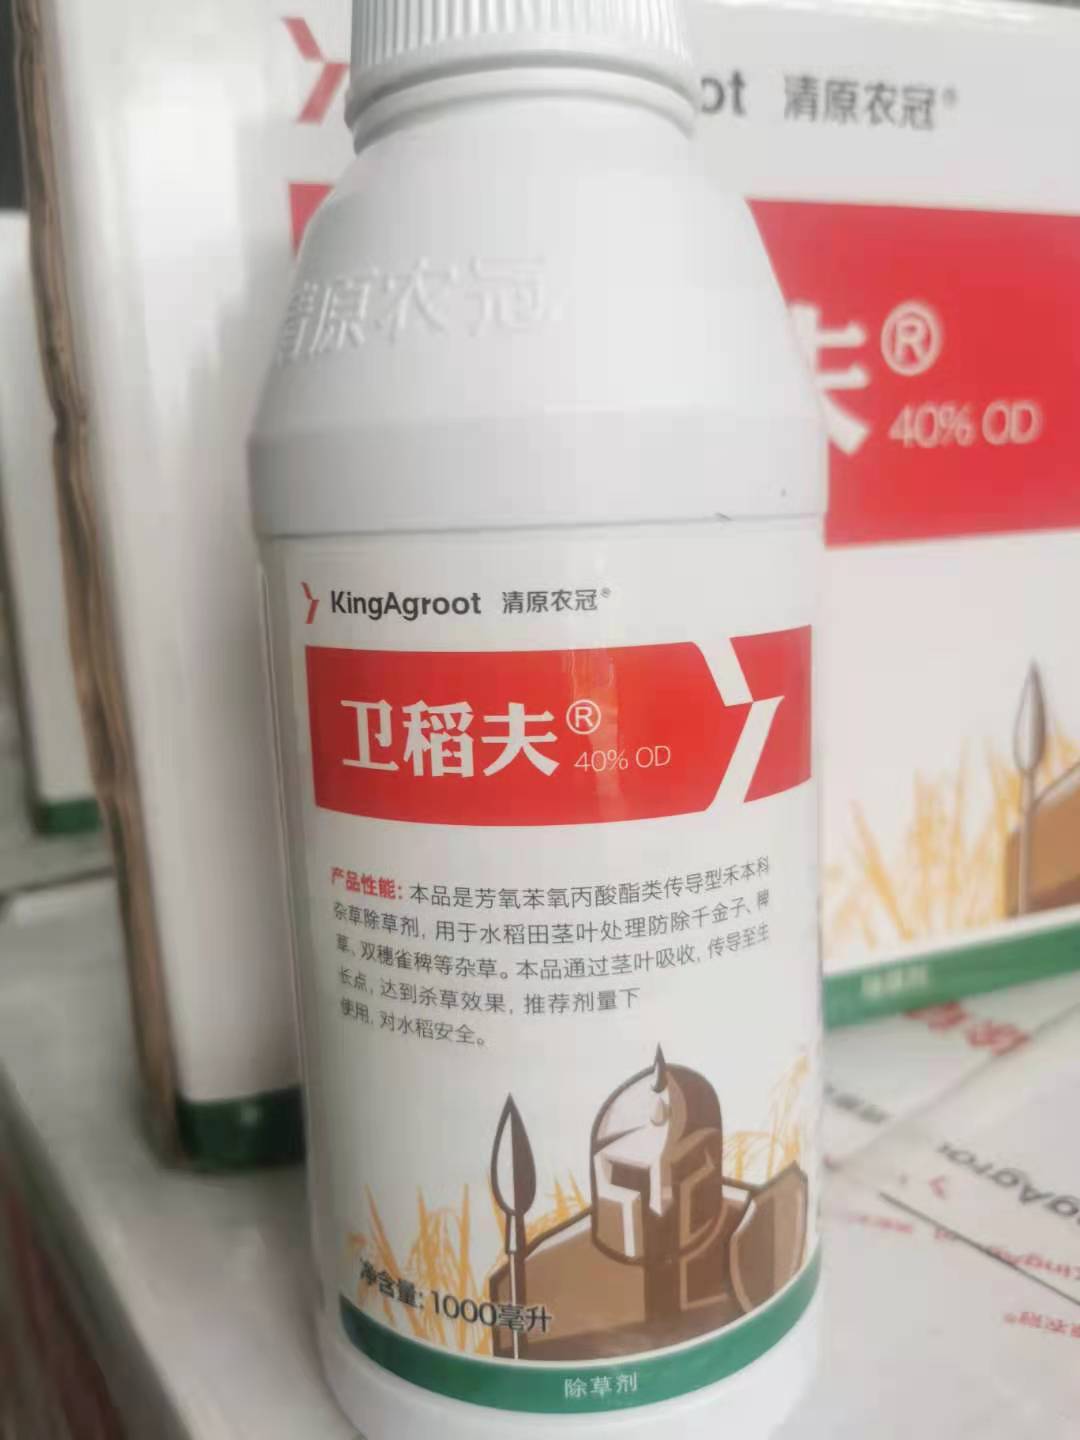 ot 清原农冠®
清原农冠
夫®
40% OD
KingAgroot 清原农冠®
卫稻夫®
40% OD
产品性能：本品是芳氧苯氧丙酸酯类传导型禾本科
杂草除草剂，用于水稻田茎叶处理防除千金子、稗
草、双穗雀稗等杂草。本品通过茎叶吸收，传导至生
长点，达到杀草效果，推荐剂量下
使用，对水稻安全。
净含量：1000毫升
除草剂
除草剂
ngAgroot